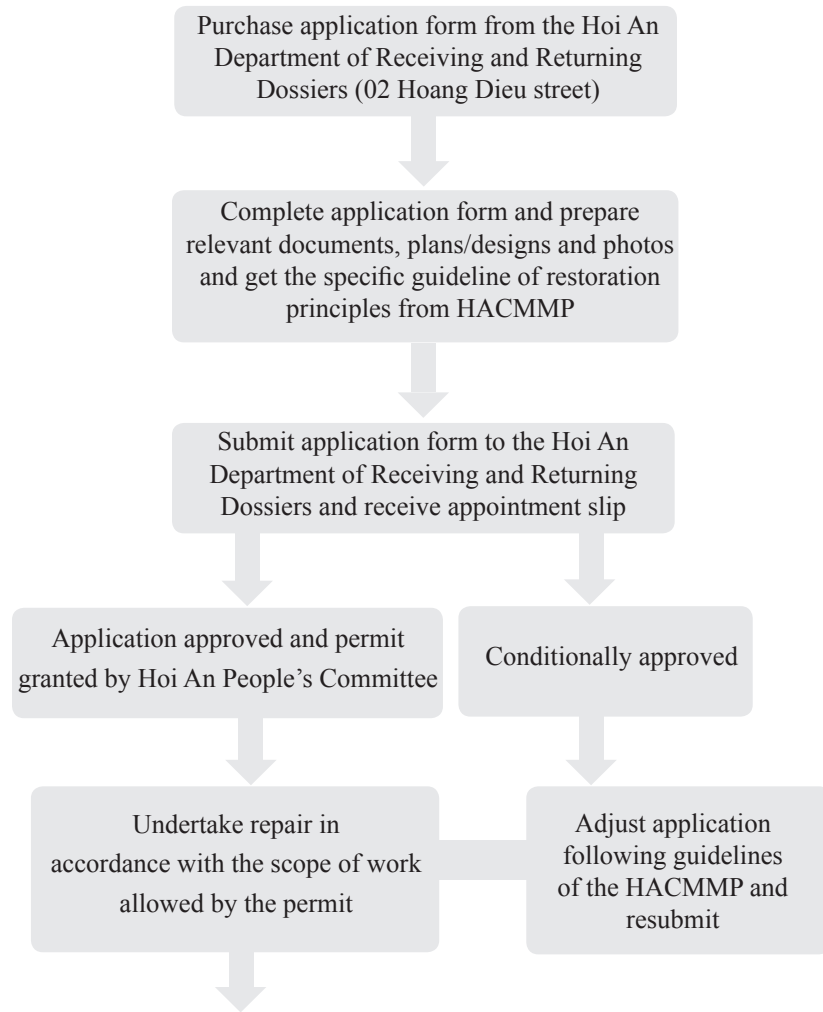 Purchase application form from the Hoi An
Department of Receiving and Returning
Dossiers (02 Hoang Dieu street)
Complete application form and prepare
relevant documents, plans/designs and photos
and get the specific guideline of restoration
principles from HACMMP
Submit application form to the Hoi An
Department of Receiving and Returning
Dossiers and receive appointment slip
Application approved and permit
granted by Hoi An People’s Committee
Conditionally approved
Undertake repair in
accordance with the scope of work
allowed by the permit
Adjust application
following guidelines
of the HACMMP and
resubmit